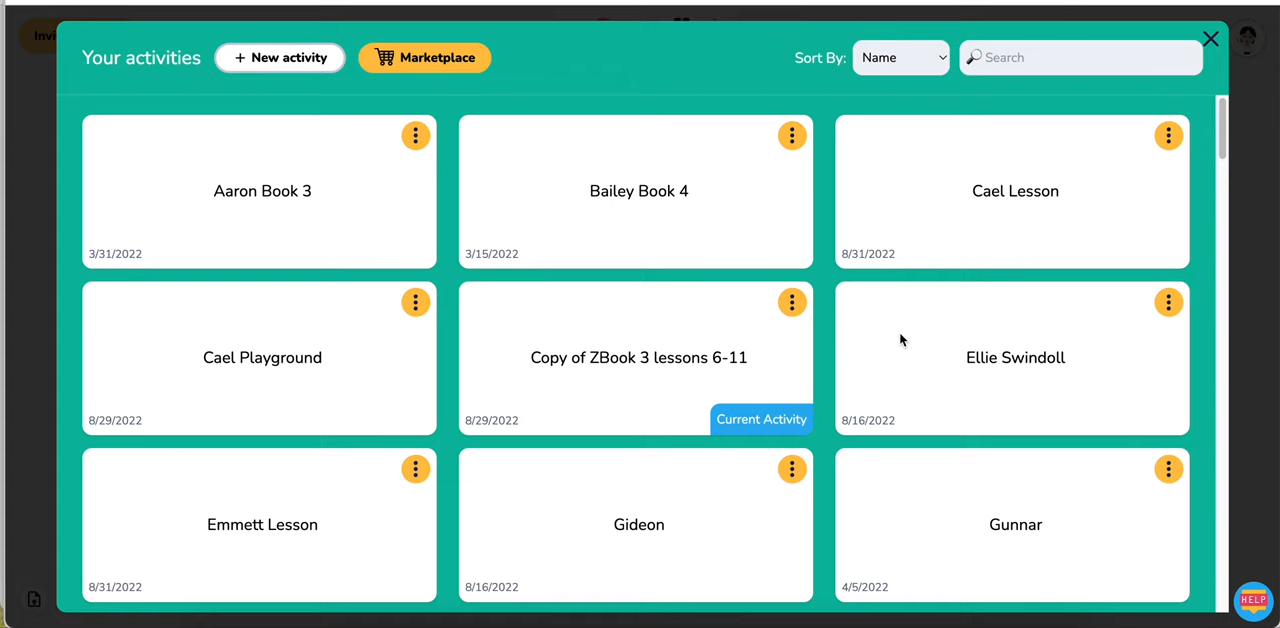 Invi
Your activities
+ New activity
Marketplace
Sort By:
Name
Search
Aaron Book 3
3/31/2022
Bailey Book 4
3/15/2022
Cael Lesson
8/31/2022
Cael Playground
8/29/2022
Copy of ZBook 3 lessons 6-11
8/29/2022
Current Activity
Ellie Swindoll
8/16/2022
Emmett Lesson
8/31/2022
Gideon
8/16/2022
Gunnar
4/5/2022
HELP